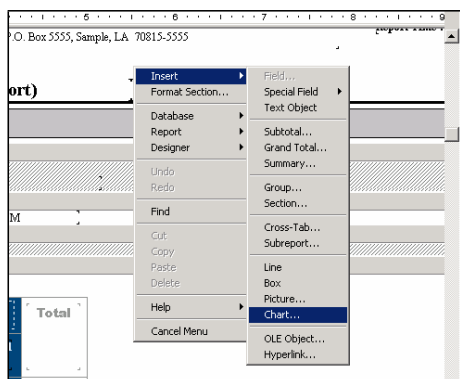 5 6 7 8 9
P.O. Box 5555, Sample, LA 70815-5555
ort)
Insert
Format Section...
Database
Report
Designer
Undo
Redo
Find
Cut
Copy
Paste
Delete
Help
Cancel Menu
Field...
Special Field
Text Object
Subtotal...
Grand Total...
Summary...
Group...
Section...
Cross-Tab...
Subreport...
Line
Box
Picture...
Chart...
OLE Object...
Hyperlink...
M
Total